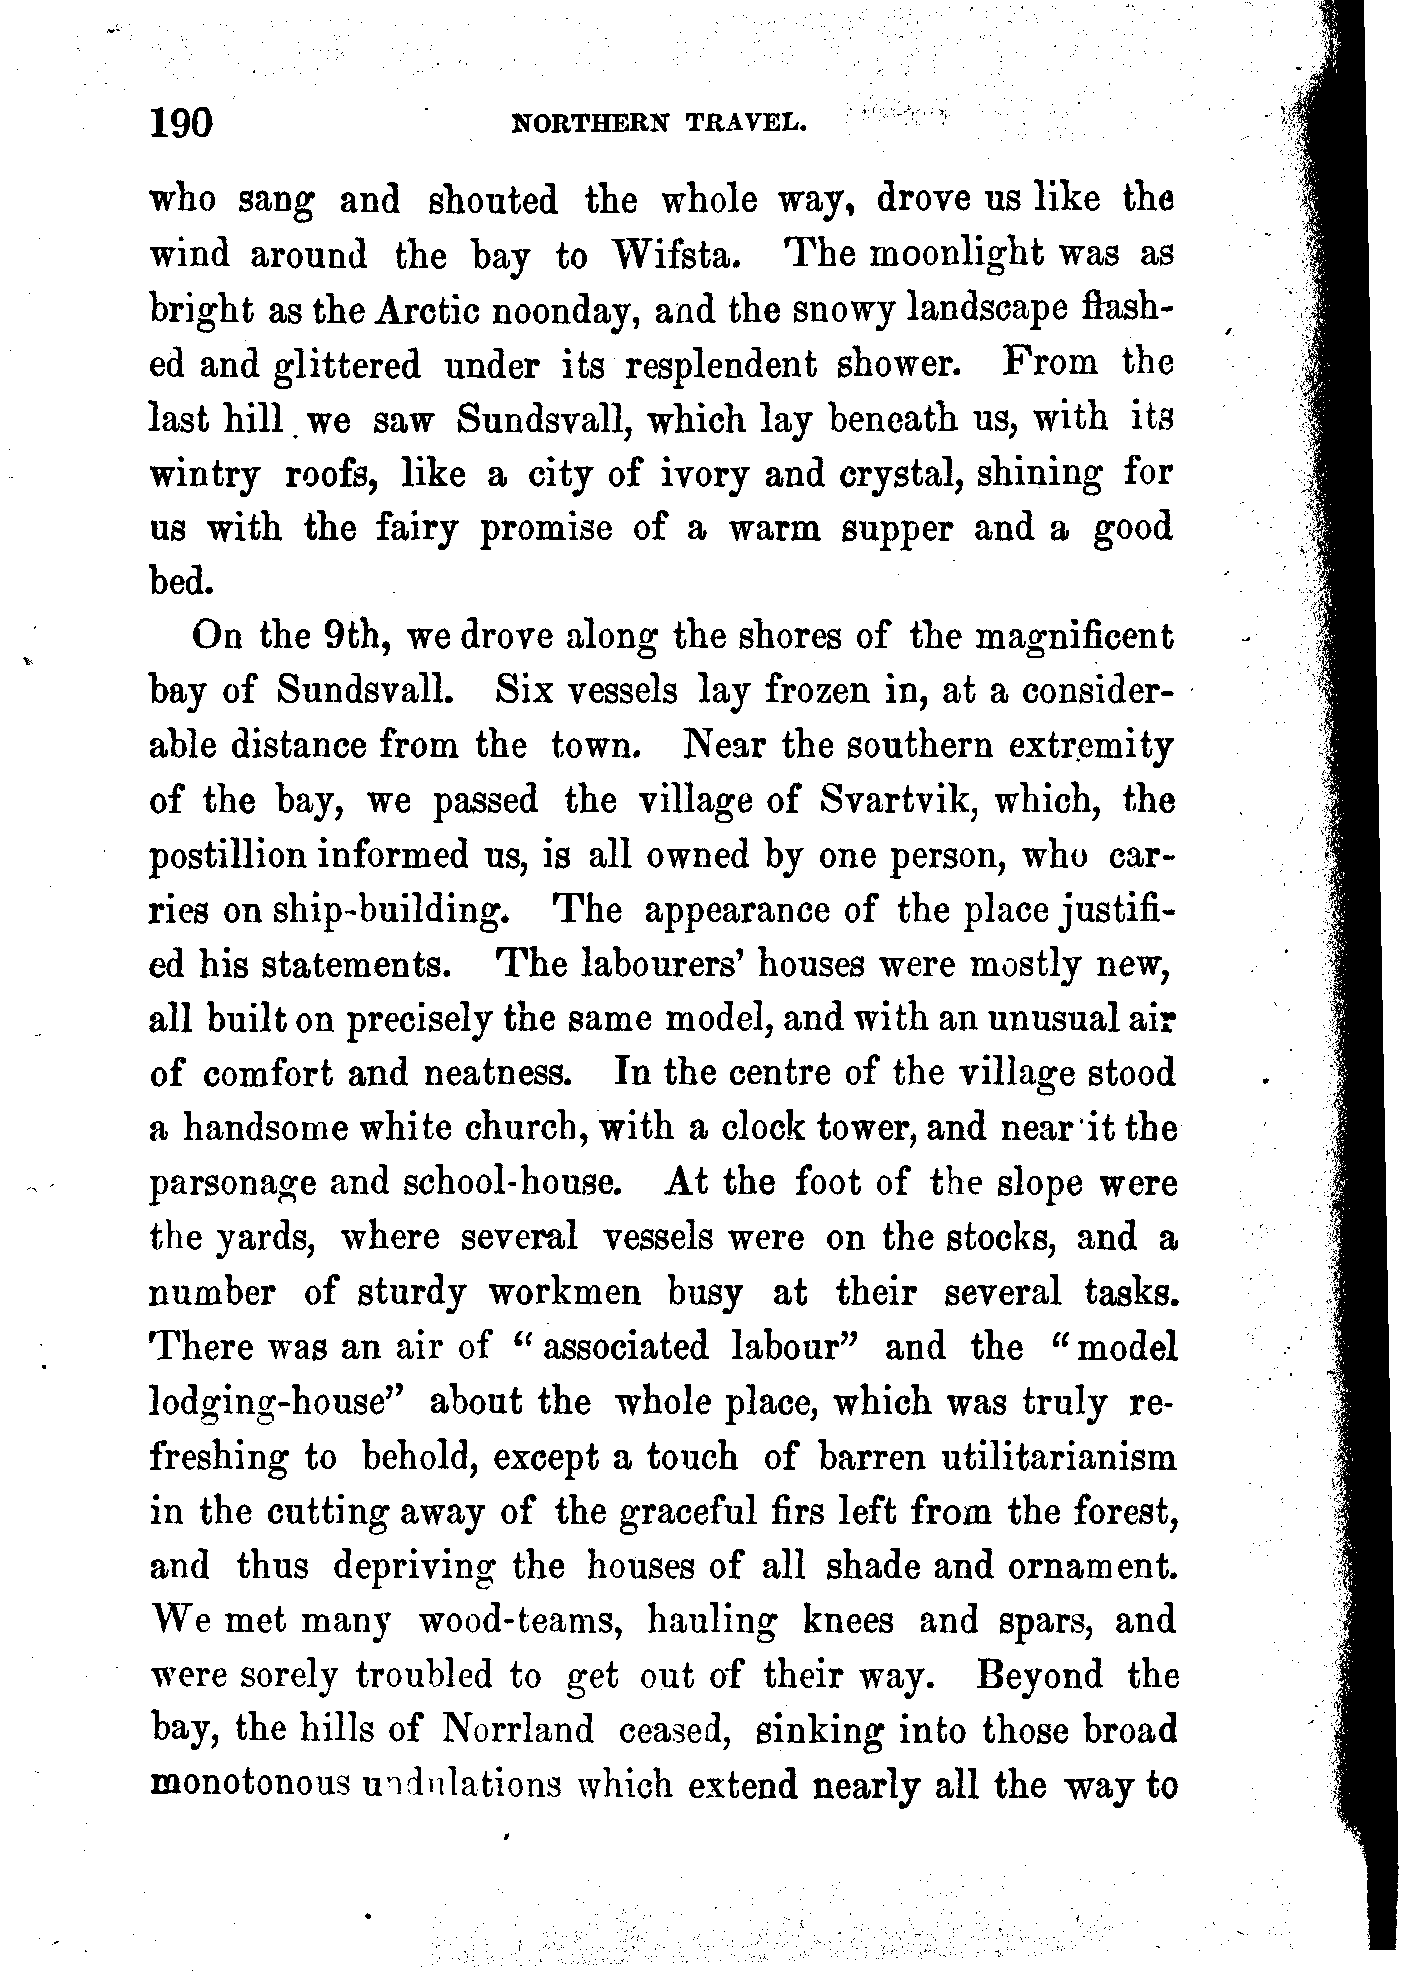 190 NORTHERN TRAVEL.
who sang and shouted the whole way, drove us like the
wind around the bay to Wifsta. The moonlight was as
bright as the Arctic noonday, and the snowy landscape flash-
ed and glittered under its resplendent shower. From the
last hill we saw Sundsvall, which lay beneath us, with its
wintry roofs, like a city of ivory and crystal, shining for
us with the fairy promise of a warm supper and a good
bed.
On the 9th, we drove along the shores of the magnificent
bay of Sundsvall. Six vessels lay frozen in, at a consider-
able distance from the town. Near the southern extremity
of the bay, we passed the village of Svartvik, which, the
postillion informed us, is all owned by one person, who car-
ries on ship-building. The appearance of the place justifi-
ed his statements. The labourers' houses were mostly new,
all built on precisely the same model, and with an unusual air
of comfort and neatness. In the centre of the village stood
a handsome white church, with a clock tower, and near it the
parsonage and school-house. At the foot of the slope were
the yards, where several vessels were on the stocks, and a
number of sturdy workmen busy at their several tasks.
There was an air of "associated labour" and the "model
lodging-house" about the whole place, which was truly re-
freshing to behold, except a touch of barren utilitarianism
in the cutting away of the graceful firs left from the forest,
and thus depriving the houses of all shade and ornament.
We met many wood-teams, hauling knees and spars, and
were sorely troubled to get out of their way. Beyond the
bay, the hills of Norrland ceased, sinking into those broad
monotonous undulations which extend nearly all the way to